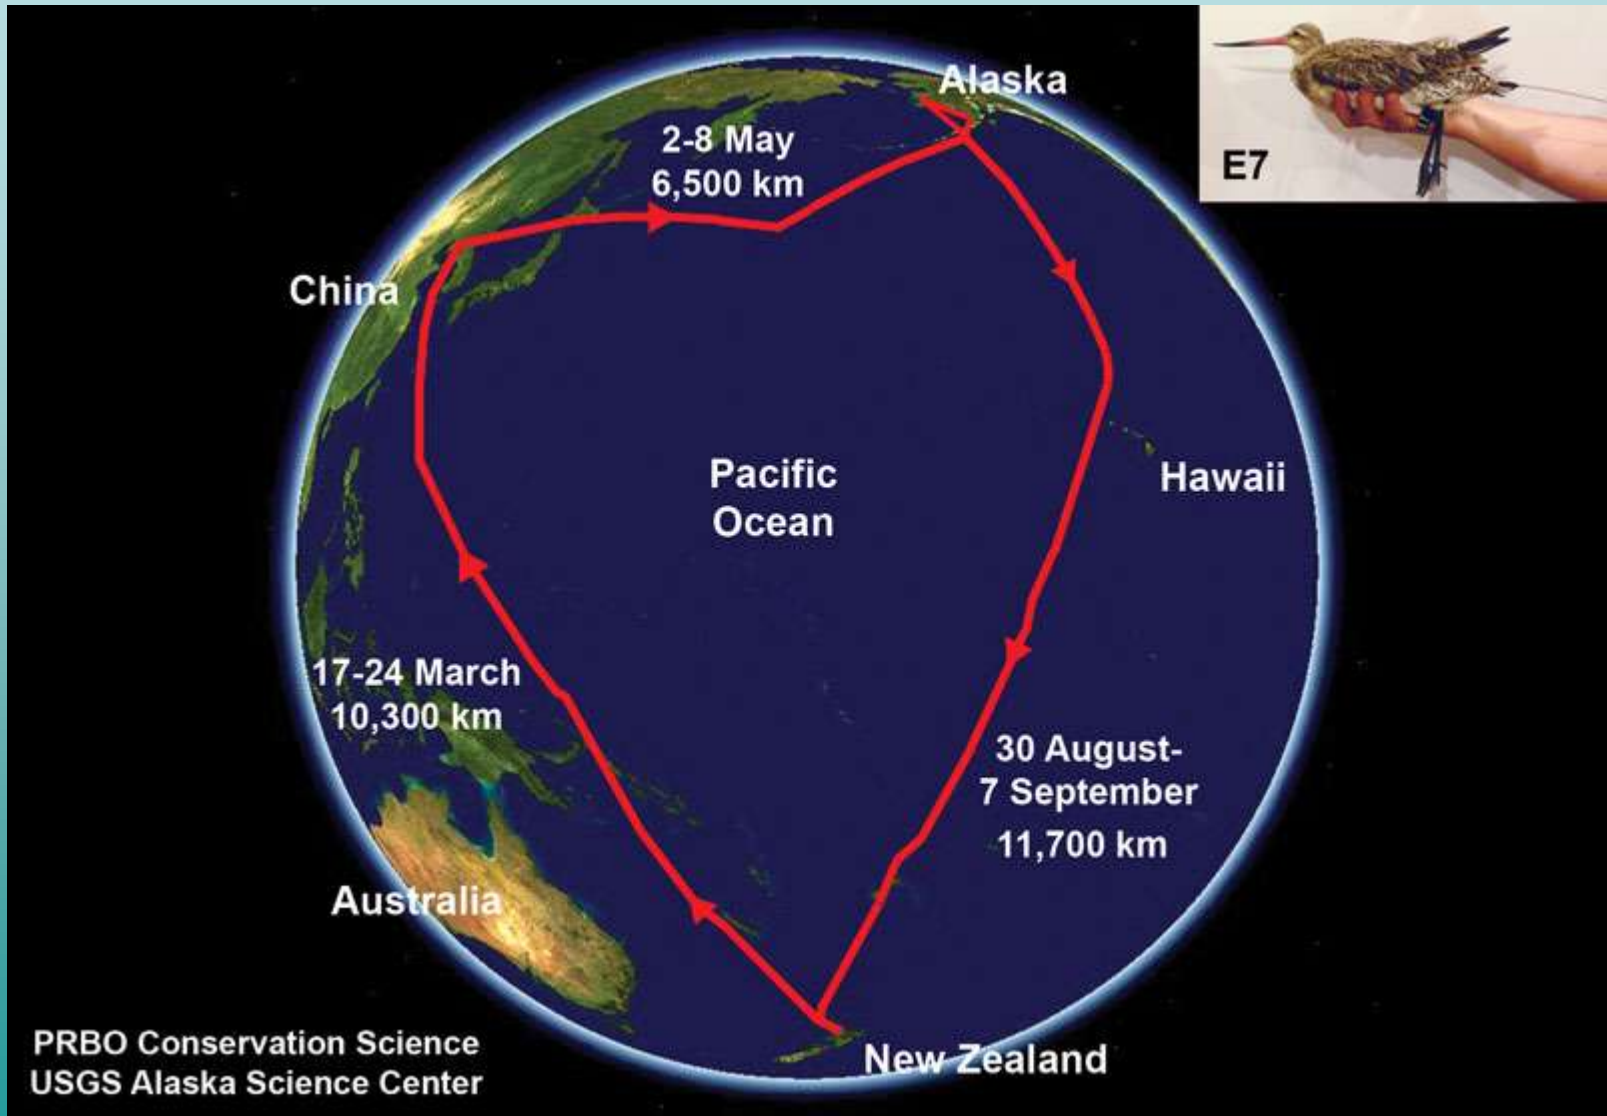 Alaska
E7
2-8 May
6,500 km
China
Pacific
Ocean
Hawaii
17-24 March
10,300 km
30 August-
7 September
11,700 km
Australia
New Zealand
PRBO Conservation Science
USGS Alaska Science Center